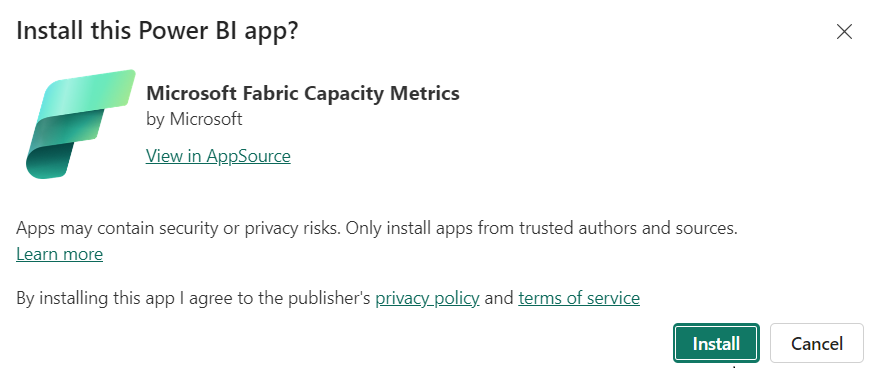 Install this Power BI app?
Microsoft Fabric Capacity Metrics
by Microsoft
View in AppSource
Apps may contain security or privacy risks. Only install apps from trusted authors and sources.
Learn more
By installing this app I agree to the publisher's privacy policy and terms of service
Install Cancel